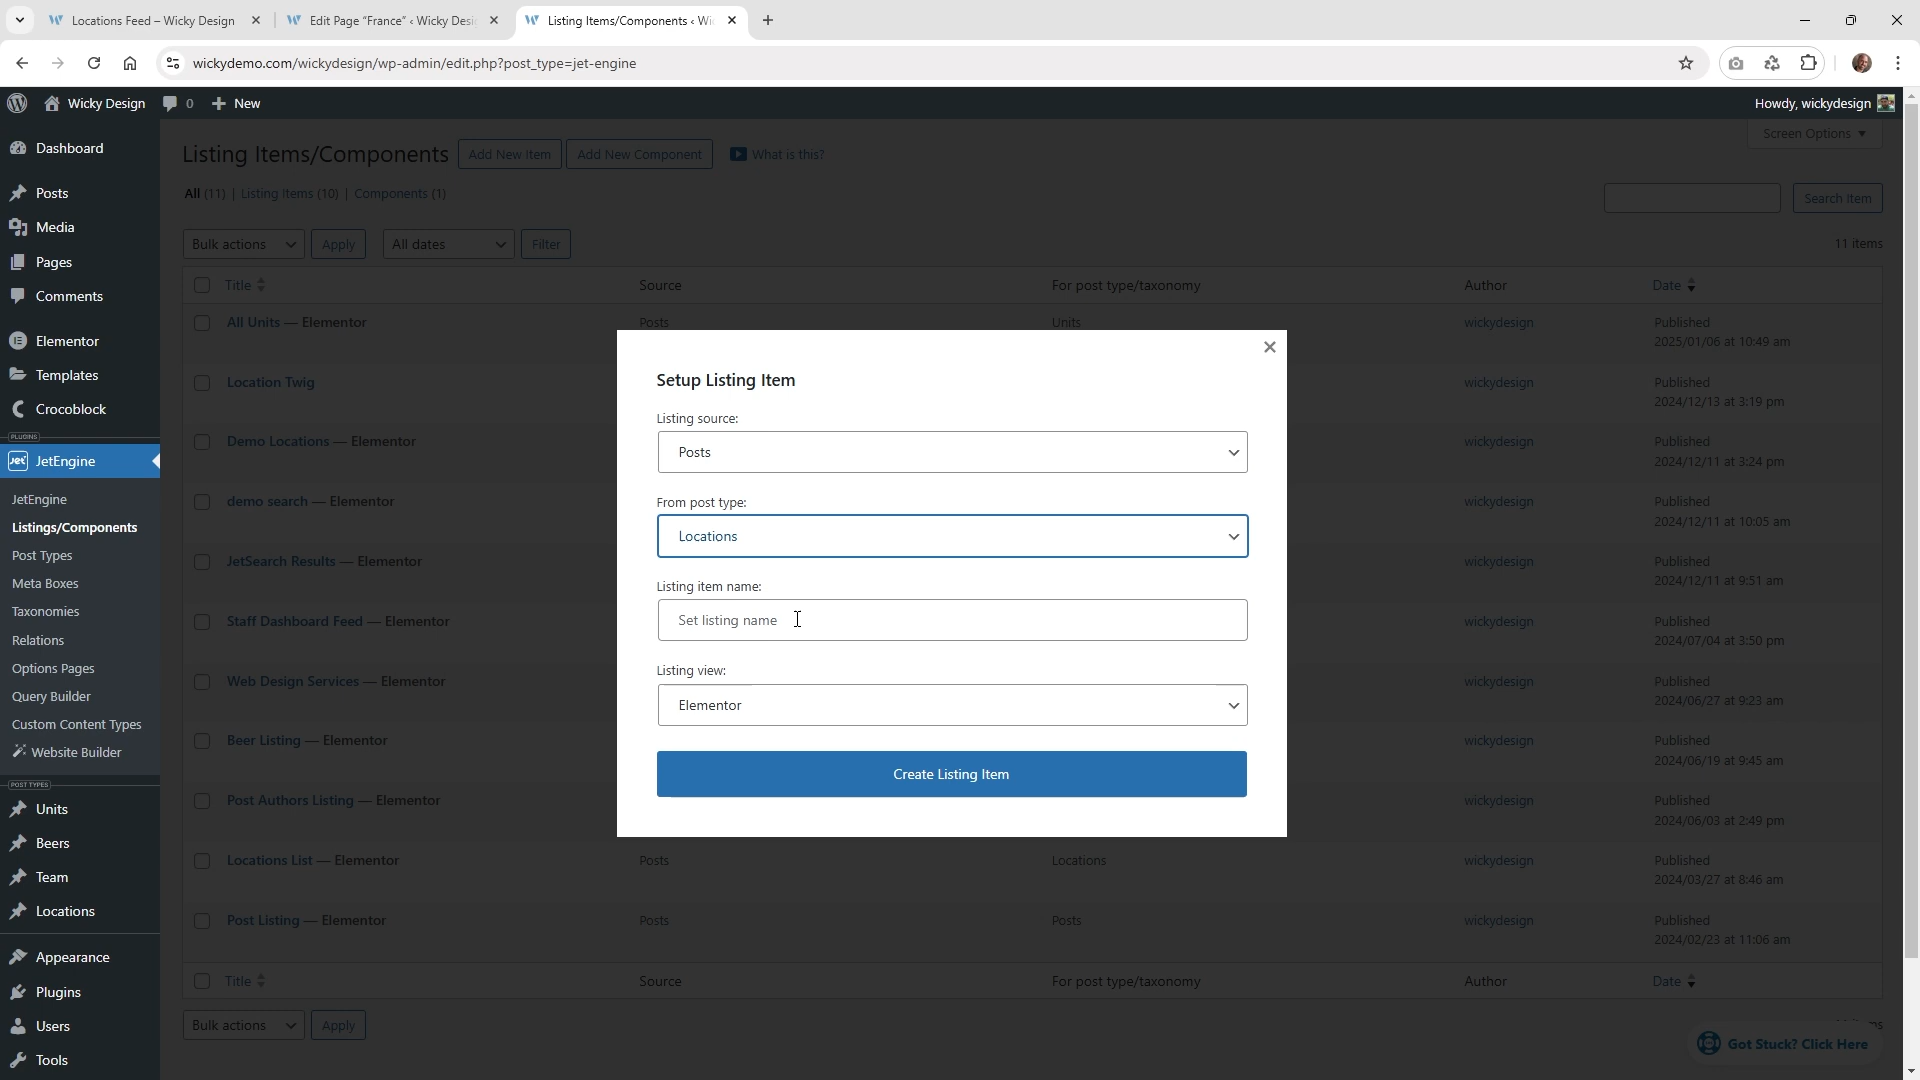 Locations Feed – Wicky Design
Edit Page “France” ‹ Wicky Desi
Listing Items/Components ‹ Wi
wickydemo.com/wickydesign/wp-admin/edit.php?post_type=jet-engine
Wicky Design 0 New
Howdy, wickydesign
Screen Options
Dashboard
Posts
Media
Pages
Comments
Elementor
Templates
Crocoblock
PLUGINS
JetEngine
JetEngine
Listings/Components
Post Types
Meta Boxes
Taxonomies
Relations
Options Pages
Query Builder
Custom Content Types
Website Builder
POST TYPES
Units
Beers
Team
Locations
Appearance
Plugins
Users
Tools
Listing Items/Components Add New Item Add New Component What is this?
All (11) | Listing Items (10) | Components (1)
Search Item
Bulk actions Apply All dates Filter
11 items
Title Source For post type/taxonomy Author Date
All Units — Elementor Posts Units wickydesign Published
2025/01/06 at 10:49 am
Location Twig wickydesign Published
2024/12/13 at 3:19 pm
Demo Locations — Elementor wickydesign Published
2024/12/11 at 3:24 pm
demo search — Elementor wickydesign Published
2024/12/11 at 10:05 am
JetSearch Results — Elementor wickydesign Published
2024/12/11 at 9:51 am
Staff Dashboard Feed — Elementor wickydesign Published
2024/07/04 at 3:50 pm
Web Design Services — Elementor wickydesign Published
2024/06/27 at 9:23 am
Beer Listing — Elementor wickydesign Published
2024/06/19 at 9:45 am
Post Authors Listing — Elementor wickydesign Published
2024/06/03 at 2:49 pm
Locations List — Elementor Posts Locations wickydesign Published
2024/03/27 at 8:46 am
Post Listing — Elementor Posts Posts wickydesign Published
2024/02/23 at 11:06 am
Title Source For post type/taxonomy Author Date
Bulk actions Apply
Got Stuck? Click Here
Setup Listing Item
Listing source:
Posts
From post type:
Locations
Listing item name:
Set listing name
Listing view:
Elementor
Create Listing Item